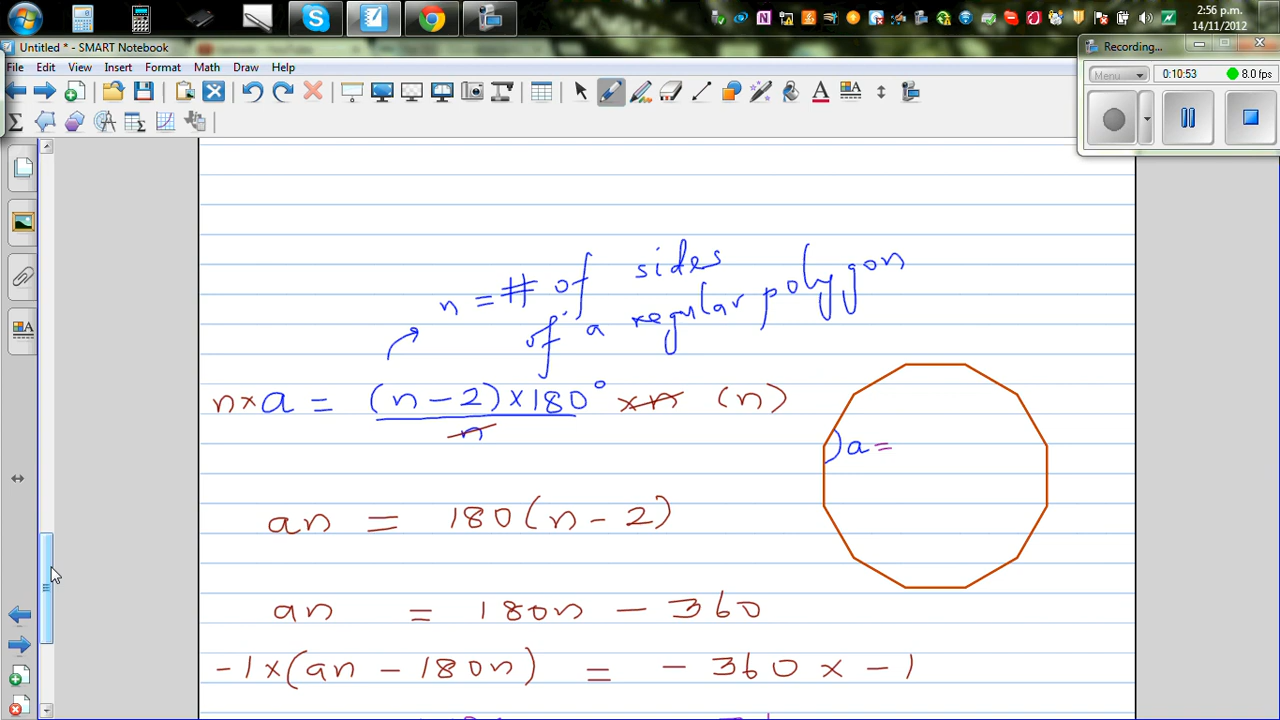 2:56 p.m.
14/11/2012
Untitled * - SMART Notebook
Recording...
File Edit View Insert Format Math Draw Help
Menu
0:10:53
8.0 fps
n = # of sides
of a regular polygon
n × a = (n - 2) × 180° × n (n)
n
a =
an = 180 (n - 2)
an = 180n - 360
-1 × (an - 180n) = - 360 × - 1